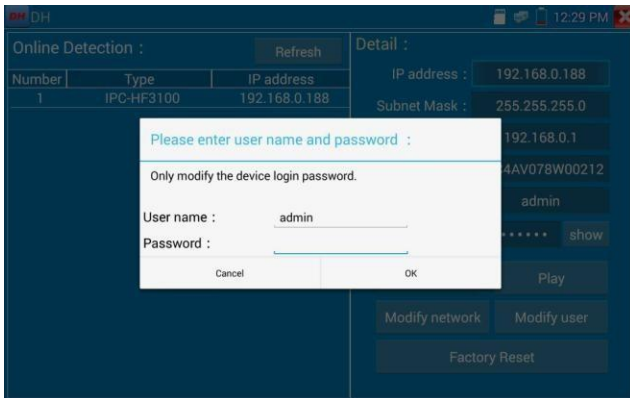 DH DH
12:29 PM
Online Detection :
Refresh
Number Type IP address
1 IPC-HF3100 192.168.0.188
Detail :
IP address : 192.168.0.188
Subnet Mask : 255.255.255.0
192.168.0.1
4AV078W00212
admin
•••••• show
Play
Modify network Modify user
Factory Reset
Please enter user name and password :
Only modify the device login password.
User name : admin
Password :
Cancel OK